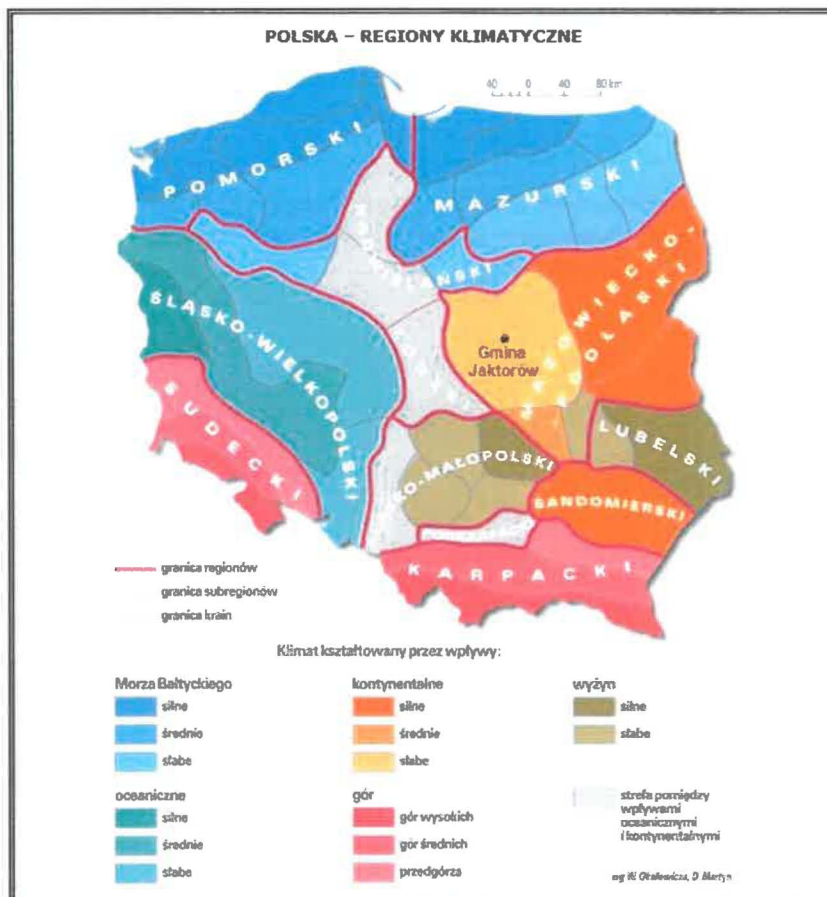 POLSKA – REGIONY KLIMATYCZNE
40 0 40 80 km
POMORSKI
MAZURSKI
ŚLĄSKO-WIELKOPOLSKI
Gmina
Jaktorów
SUDECKI
LUBELSKI
KO-MAŁOPOLSKI
SANDOMIERSKI
KARPACKI
granica regionów
granica subregionów
granica krain
Klimat kształtowany przez wpływy:
Morza Bałtyckiego
silne
średnie
słabe
kontynentalne
silne
średnie
słabe
wyżyn
silne
słabe
oceaniczne
silne
średnie
słabe
gór
gór wysokich
gór średnich
przedgórza
strefa pomiędzy
wpływami
oceanicznymi
i kontynentalnymi